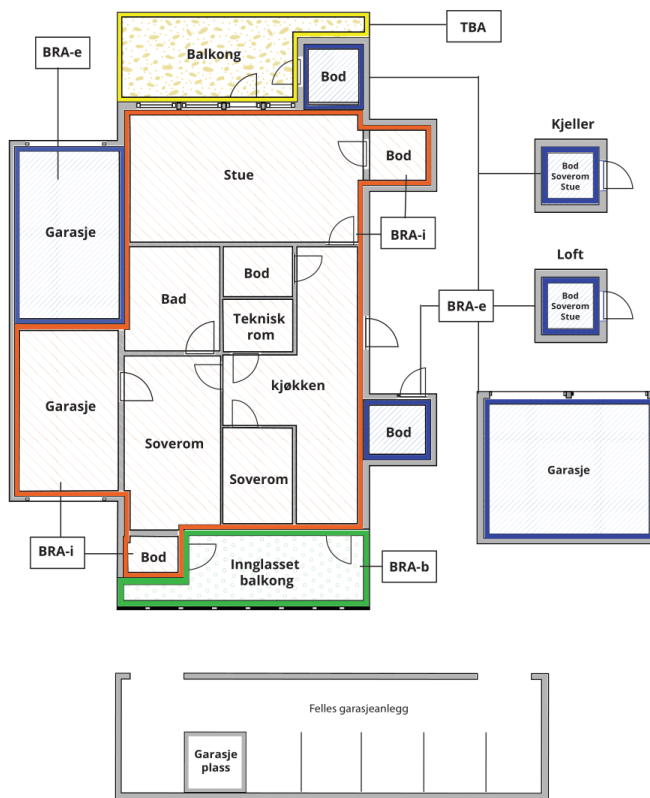 TBA
BRA-e
Balkong
Bod
Kjeller
Bod
Soverom
Stue
Stue
Bod
Garasje
BRA-i
Loft
Bod
Soverom
Stue
Bod
Bad
Teknisk
rom
BRA-e
kjøkken
Garasje
Soverom
Bod
Garasje
Soverom
BRA-i
Bod
Innglasset
balkong
BRA-b
Felles garasjeanlegg
Garasje
plass